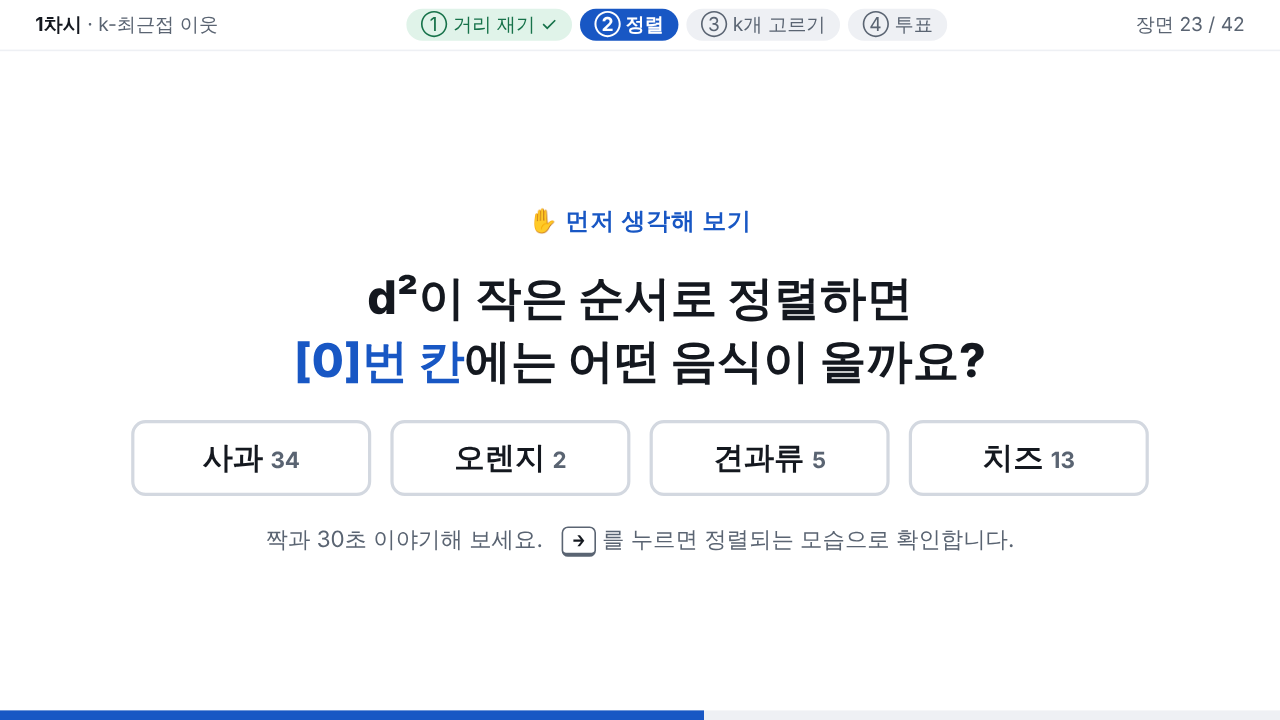 1차시 · k-최근접 이웃
① 거리 재기 ✓
② 정렬
③ k개 고르기
④ 투표
장면 23 / 42
✋ 먼저 생각해 보기
d²이 작은 순서로 정렬하면
[0]번 칸에는 어떤 음식이 올까요?
사과 34
오렌지 2
견과류 5
치즈 13
짝과 30초 이야기해 보세요. → 를 누르면 정렬되는 모습으로 확인합니다.